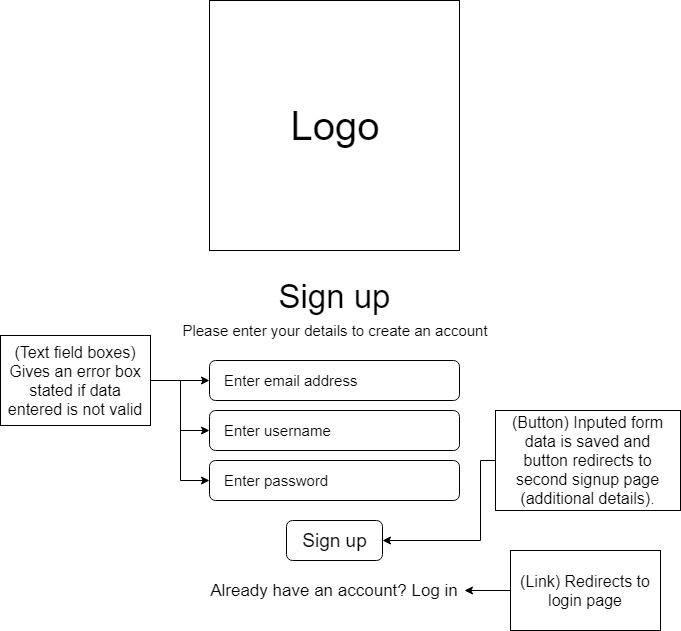 Logo
Sign up
Please enter your details to create an account
(Text field boxes)
Gives an error box
stated if data
entered is not valid
Enter email address
Enter username
Enter password
(Button) Inputed form
data is saved and
button redirects to
second signup page
(additional details).
Sign up
Already have an account? Log in
(Link) Redirects to
login page